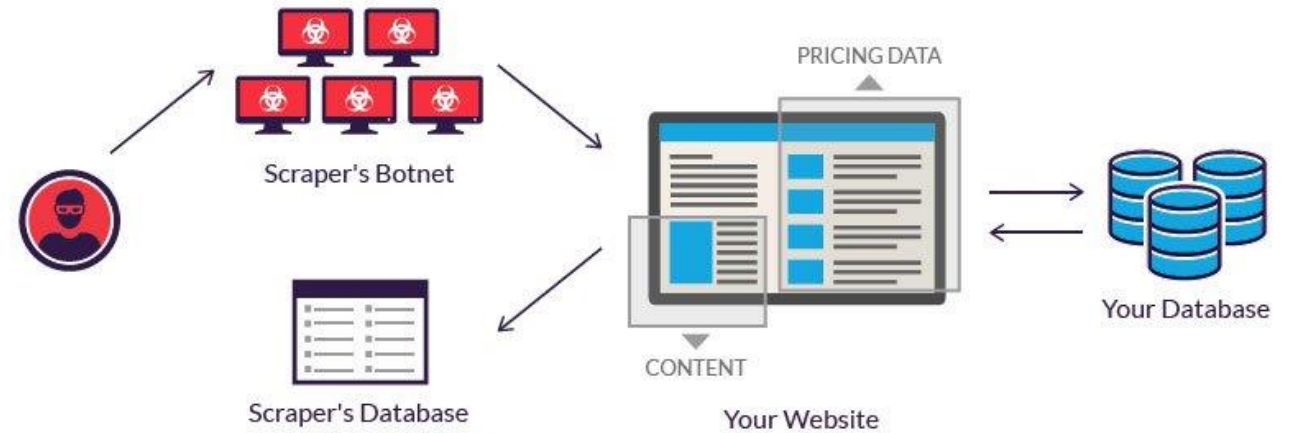 PRICING DATA
Scraper's Botnet
Your Database
CONTENT
Scraper's Database
Your Website